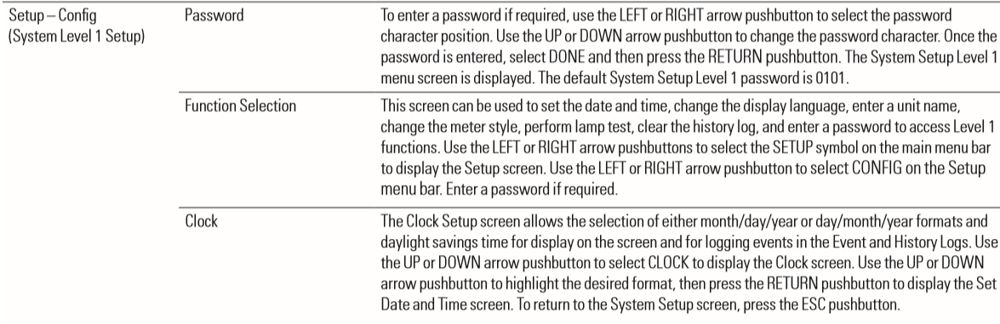 Setup – Config
(System Level 1 Setup)
Password
To enter a password if required, use the LEFT or RIGHT arrow pushbutton to select the password
character position. Use the UP or DOWN arrow pushbutton to change the password character. Once the
password is entered, select DONE and then press the RETURN pushbutton. The System Setup Level 1
menu screen is displayed. The default System Setup Level 1 password is 0101.
Function Selection
This screen can be used to set the date and time, change the display language, enter a unit name,
change the meter style, perform lamp test, clear the history log, and enter a password to access Level 1
functions. Use the LEFT or RIGHT arrow pushbuttons to select the SETUP symbol on the main menu bar
to display the Setup screen. Use the LEFT or RIGHT arrow pushbutton to select CONFIG on the Setup
menu bar. Enter a password if required.
Clock
The Clock Setup screen allows the selection of either month/day/year or day/month/year formats and
daylight savings time for display on the screen and for logging events in the Event and History Logs. Use
the UP or DOWN arrow pushbutton to select CLOCK to display the Clock screen. Use the UP or DOWN
arrow pushbutton to highlight the desired format, then press the RETURN pushbutton to display the Set
Date and Time screen. To return to the System Setup screen, press the ESC pushbutton.